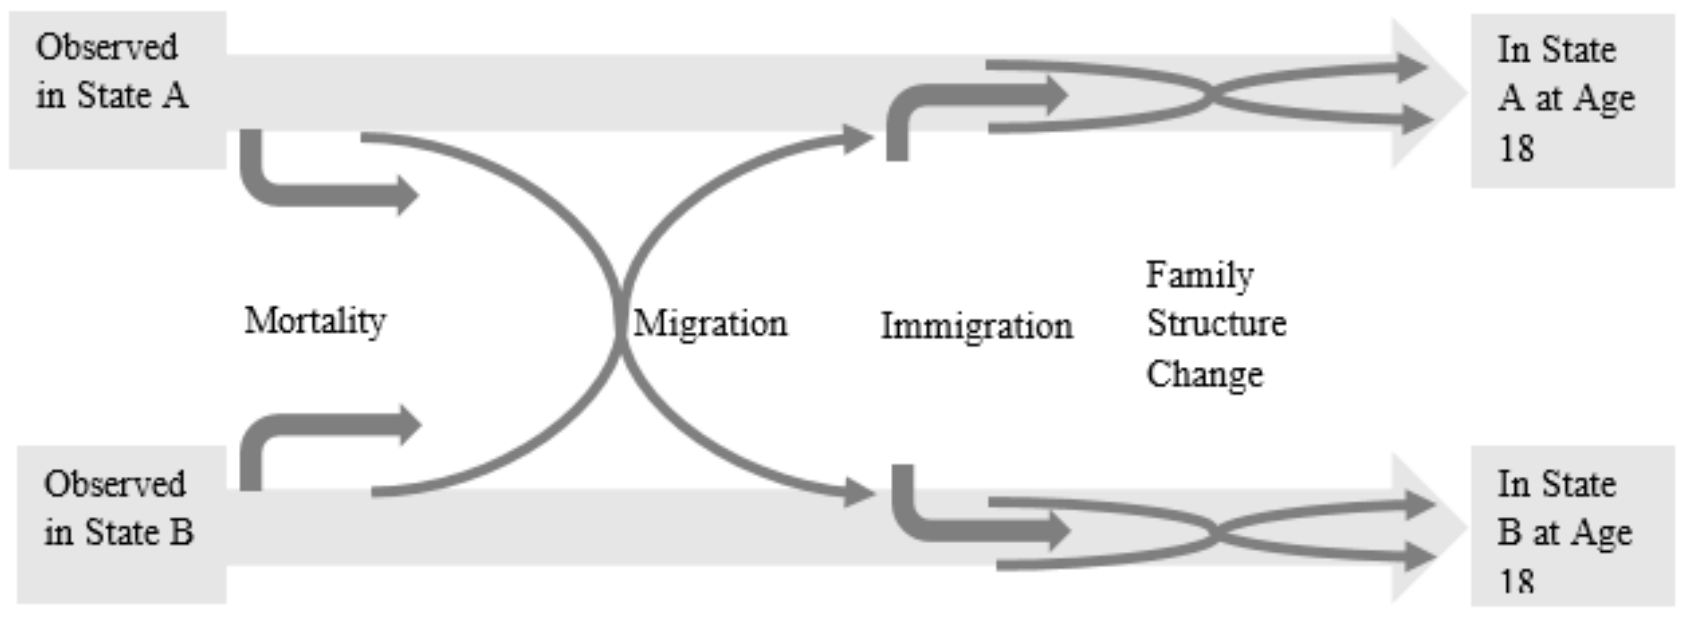 Observed
in State A
In State
A at Age
18
Mortality
Migration
Immigration
Family
Structure
Change
Observed
in State B
In State
B at Age
18